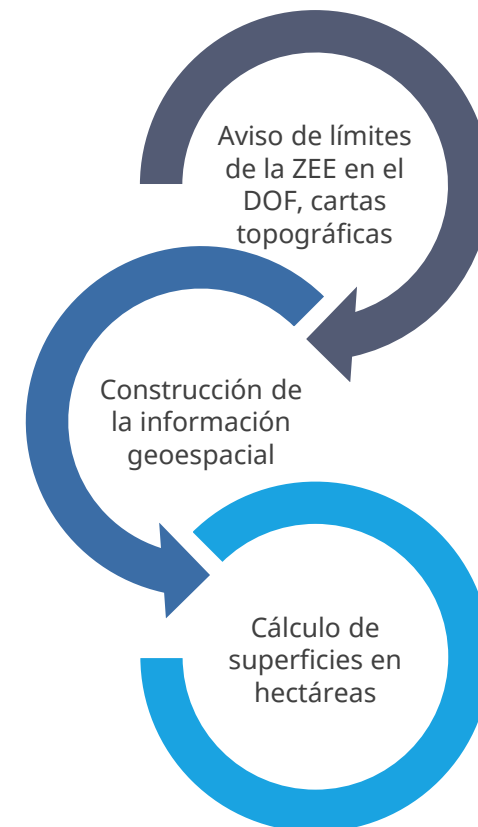 Aviso de límites
de la ZEE en el
DOF, cartas
topográficas
Construcción de
la información
geoespacial
Cálculo de
superficies en
hectáreas